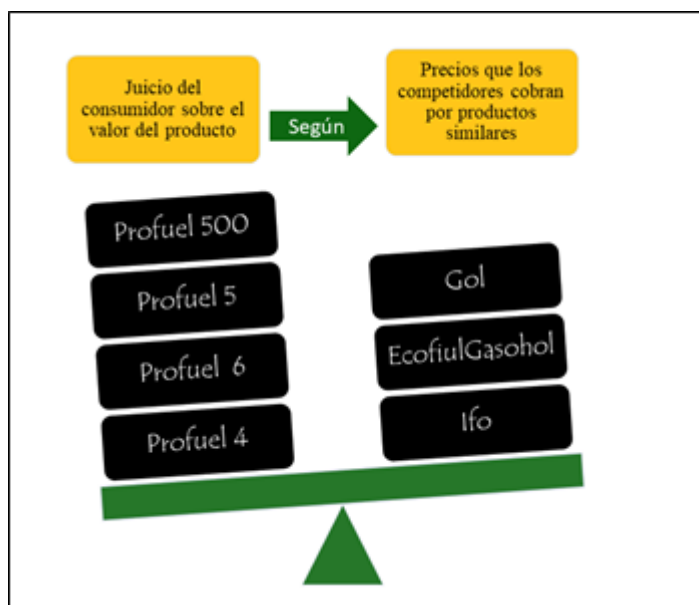 Juicio del
consumidor sobre el
valor del producto
Según
Precios que los
competidores cobran
por productos
similares
Profuel 500
Profuel 5
Profuel 6
Profuel 4
Gol
EcofiulGasohol
Ifo